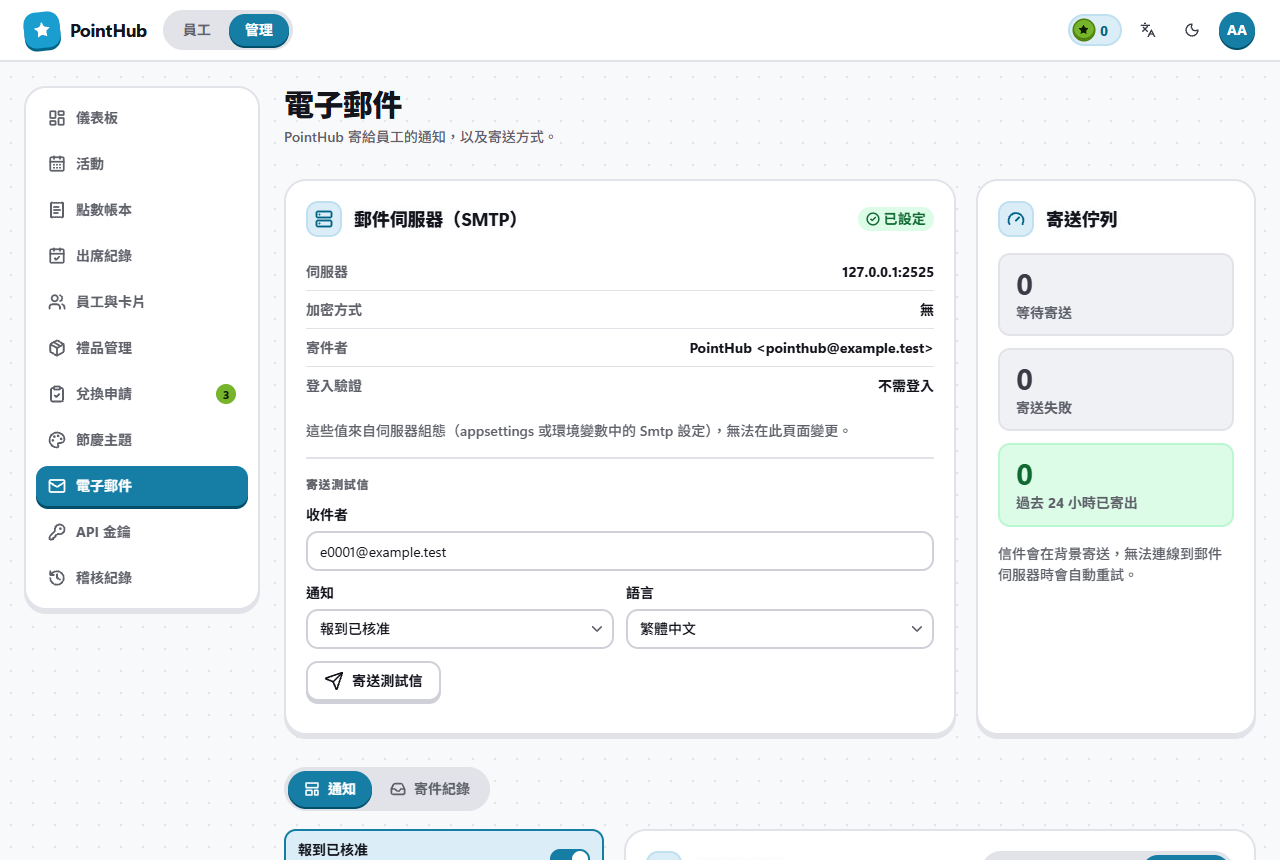 PointHub
員工
管理
0
AA
儀表板
活動
點數帳本
出席紀錄
員工與卡片
禮品管理
兌換申請
3
節慶主題
電子郵件
API 金鑰
稽核紀錄
電子郵件
PointHub 寄給員工的通知，以及寄送方式。
郵件伺服器（SMTP）
已設定
伺服器
127.0.0.1:2525
加密方式
無
寄件者
PointHub <pointhub@example.test>
登入驗證
不需登入
這些值來自伺服器組態（appsettings 或環境變數中的 Smtp 設定），無法在此頁面變更。
寄送測試信
收件者
e0001@example.test
通知
語言
報到已核准
繁體中文
寄送測試信
寄送佇列
0
等待寄送
0
寄送失敗
0
過去 24 小時已寄出
信件會在背景寄送，無法連線到郵件
伺服器時會自動重試。
通知
寄件紀錄
報到已核准